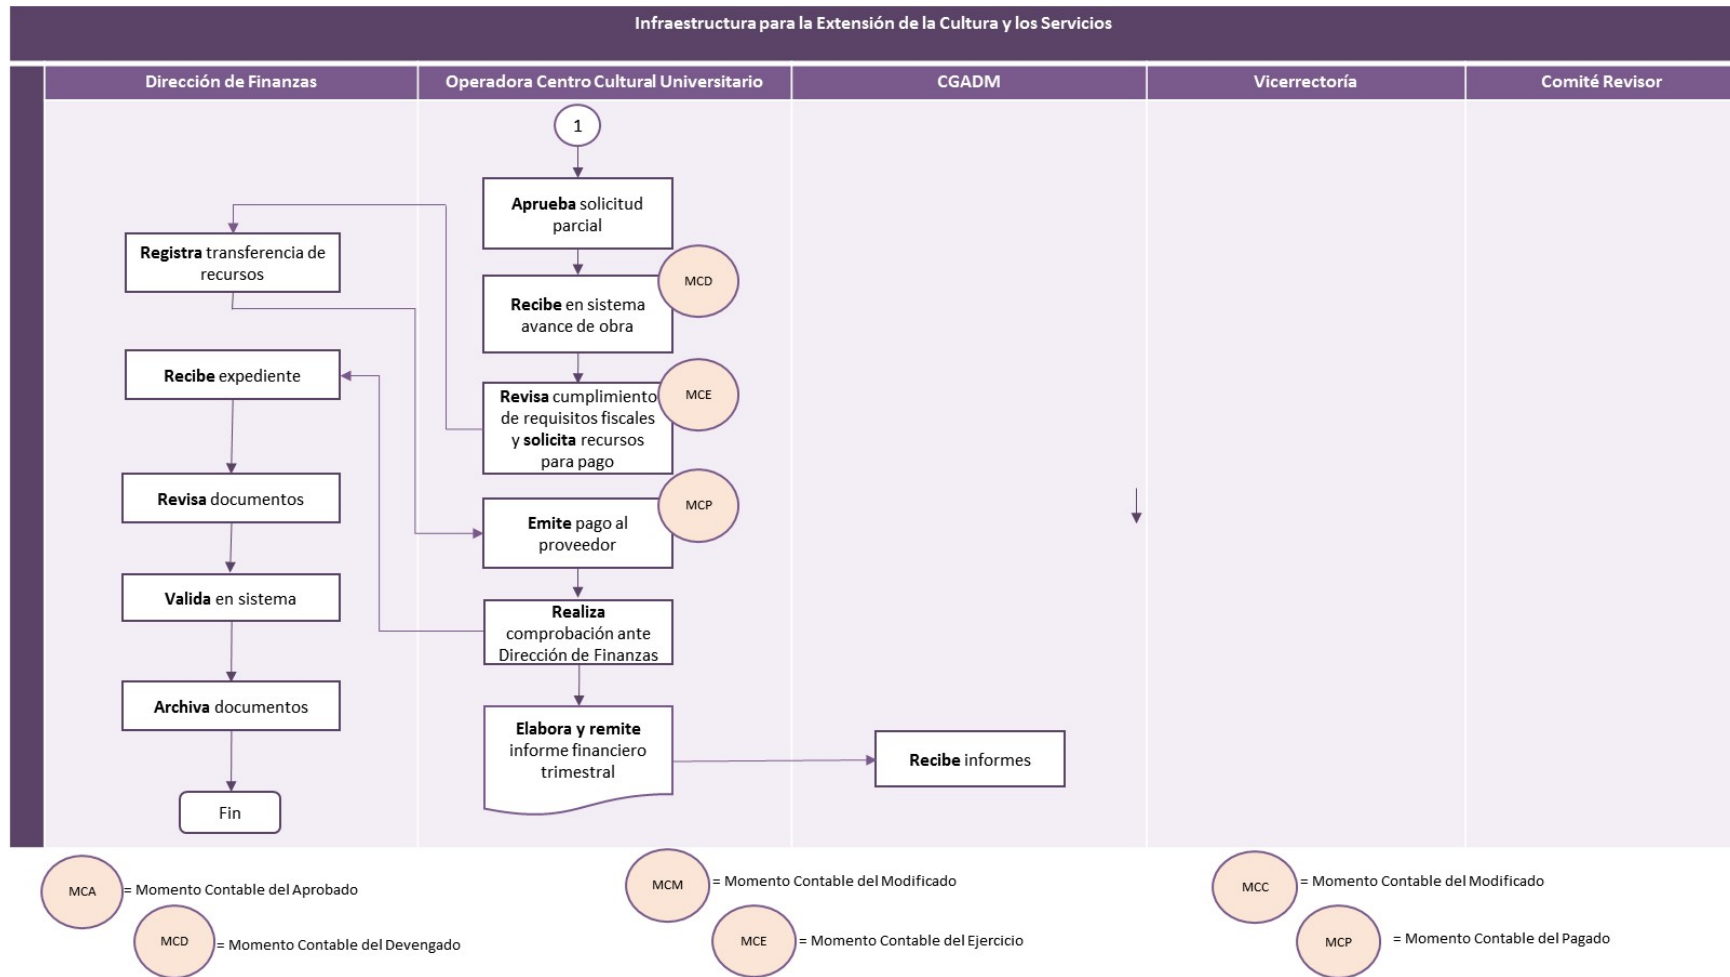 Infraestructura para la Extensión de la Cultura y los Servicios
Dirección de Finanzas
Operadora Centro Cultural Universitario
CGADM
Vicerrectoría
Comité Revisor
1
Aprueba solicitud
parcial
Registra transferencia de
recursos
MCD
Recibe en sistema
avance de obra
Recibe expediente
MCE
Revisa cumplimiento
de requisitos fiscales
y solicita recursos
para pago
Revisa documentos
MCP
Emite pago al
proveedor
Valida en sistema
Realiza
comprobación ante
Dirección de Finanzas
Archiva documentos
Elabora y remite
informe financiero
trimestral
Recibe informes
Fin
MCA = Momento Contable del Aprobado
MCM = Momento Contable del Modificado
MCC = Momento Contable del Modificado
MCD = Momento Contable del Devengado
MCE = Momento Contable del Ejercicio
MCP = Momento Contable del Pagado